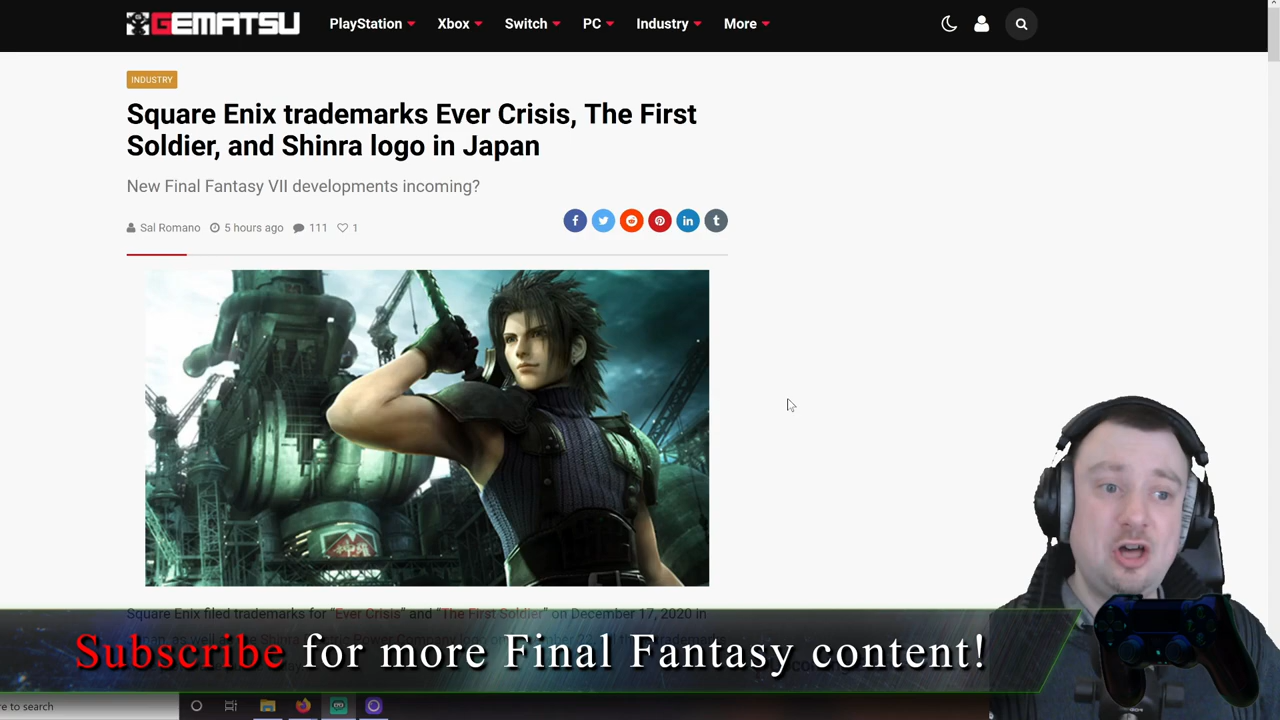 GEMATSU PlayStation Xbox Switch PC Industry More
INDUSTRY
Square Enix trademarks Ever Crisis, The First
Soldier, and Shinra logo in Japan
New Final Fantasy VII developments incoming?
Sal Romano 5 hours ago 111 1
Square Enix filed trademarks for “Ever Crisis” and “The First Soldier” on December 17, 2020 in
Subscribe for more Final Fantasy content!
e to search